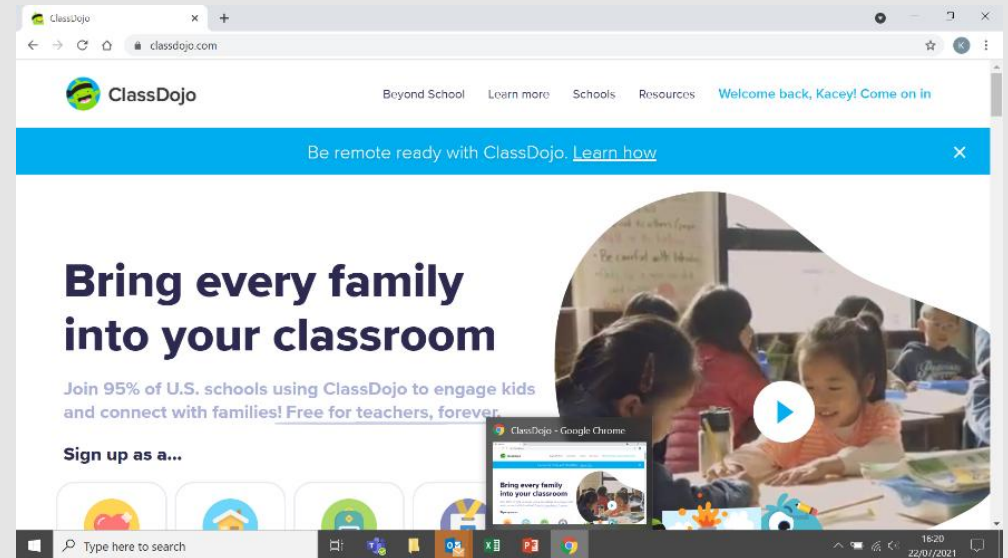 ClassDojo
classdojo.com
K
ClassDojo
Beyond School Learn more Schools Resources Welcome back, Kacey! Come on in
Be remote ready with ClassDojo. Learn how
Bring every family
into your classroom
Join 95% of U.S. schools using ClassDojo to engage kids
and connect with families! Free for teachers, forever.
Sign up as a...
ClassDojo - Google Chrome
Bring every family
into your classroom
Type here to search
16:20
22/07/2021